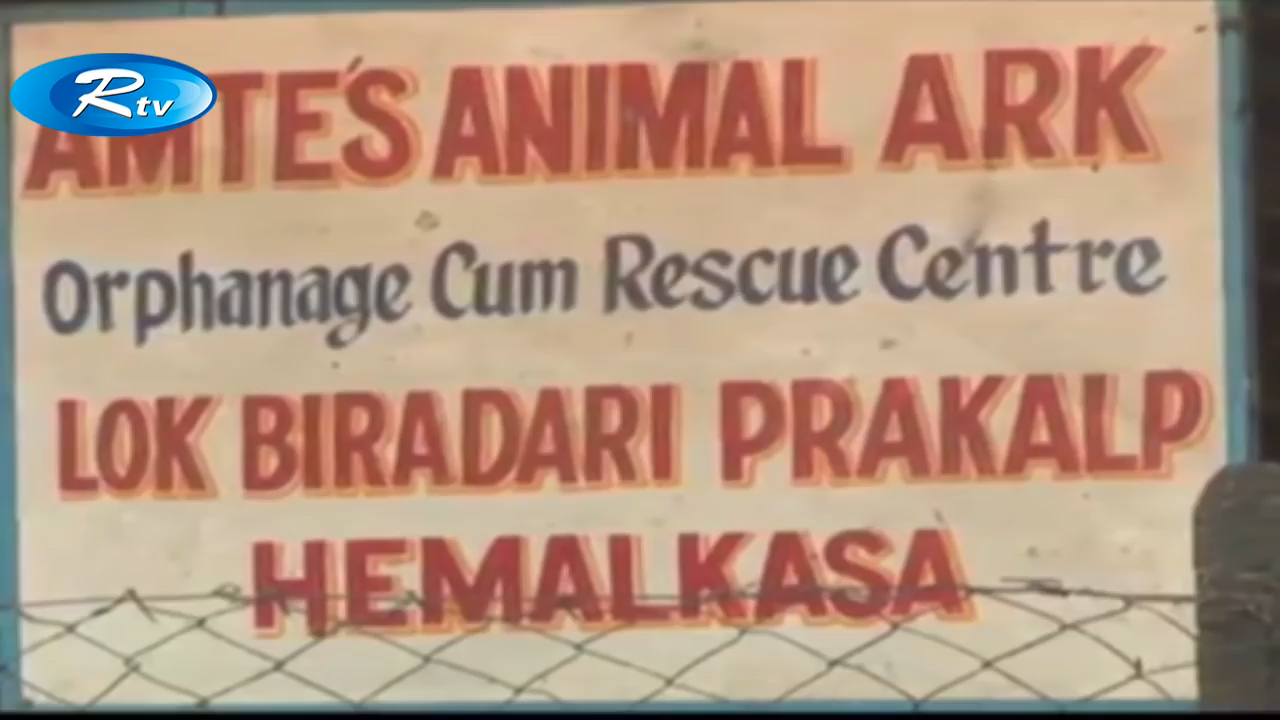 Rtv
AMTE'S ANIMAL ARK
Orphanage Cum Rescue Centre
LOK BIRADARI PRAKALP
HEMALKASA